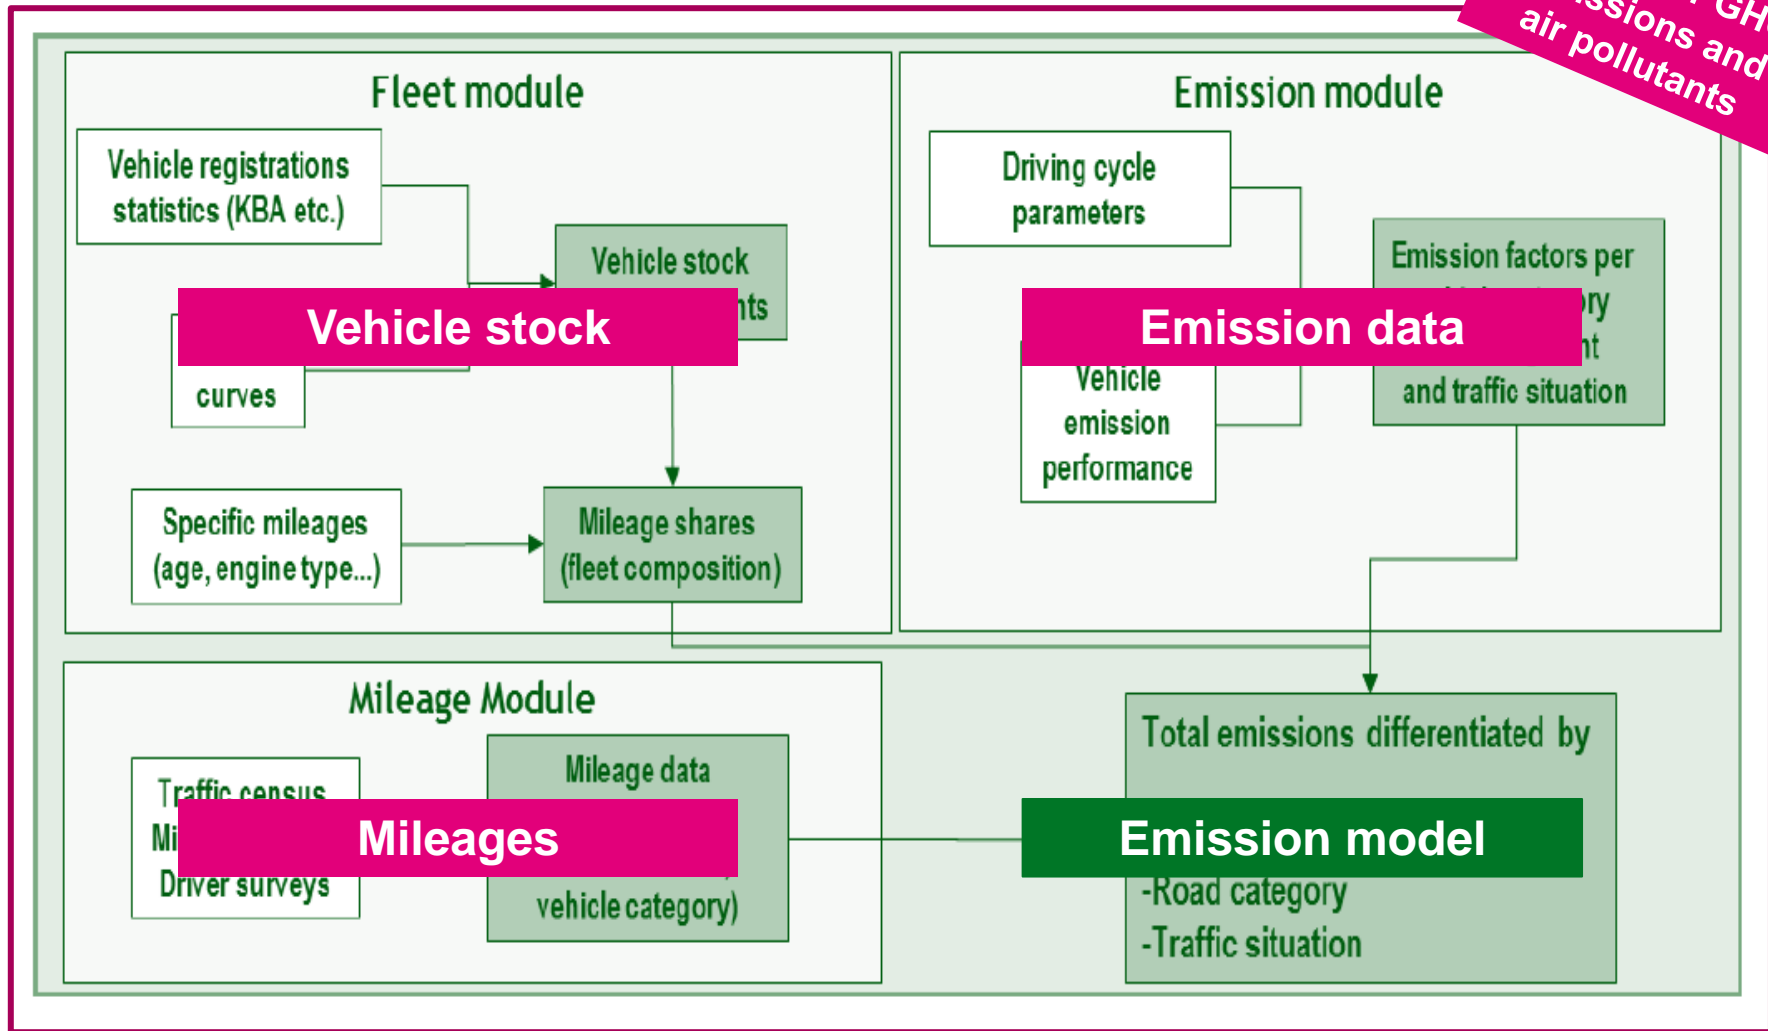 GH
ssions and
air pollutants
Fleet module
Vehicle registrations
statistics (KBA etc.)
Vehicle stock
nts
Vehicle stock
curves
Specific mileages
(age, engine type...)
Mileage shares
(fleet composition)
Emission module
Driving cycle
parameters
Emission factors per
ory
nt
and traffic situation
Emission data
Vehicle
emission
performance
Mileage Module
Traffic census
Mi
Driver surveys
Mileage data
Mileages
vehicle category)
Total emissions differentiated by
Emission model
-Road category
-Traffic situation